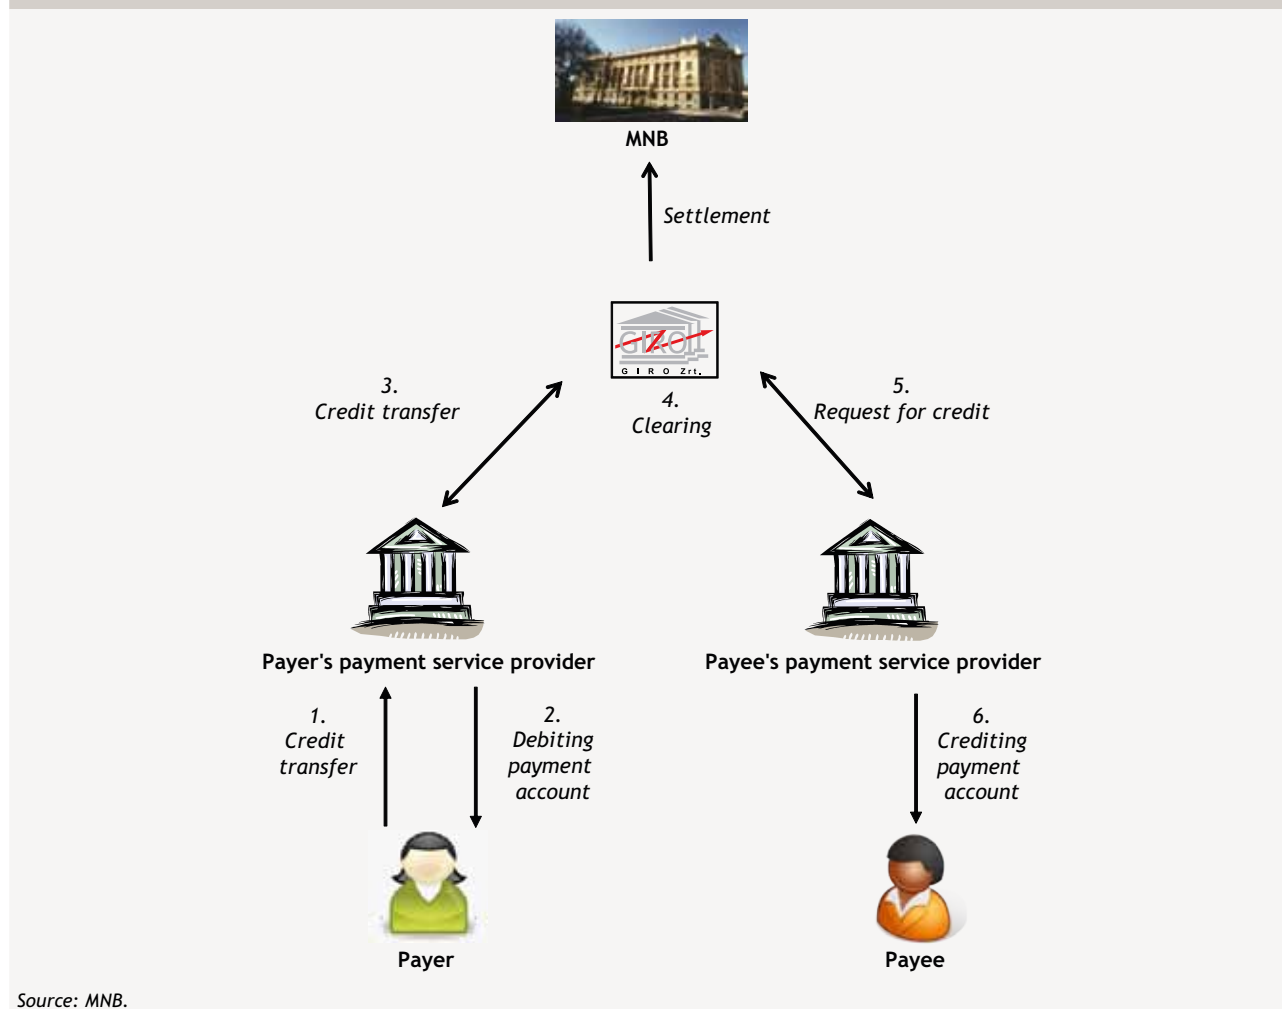 MNB
Settlement
GIRO
G I R O Zrt.
3.
Credit transfer
4.
Clearing
5.
Request for credit
Payer's payment service provider
Payee's payment service provider
1.
Credit
transfer
2.
Debiting
payment
account
6.
Crediting
payment
account
Payer
Payee
Source: MNB.